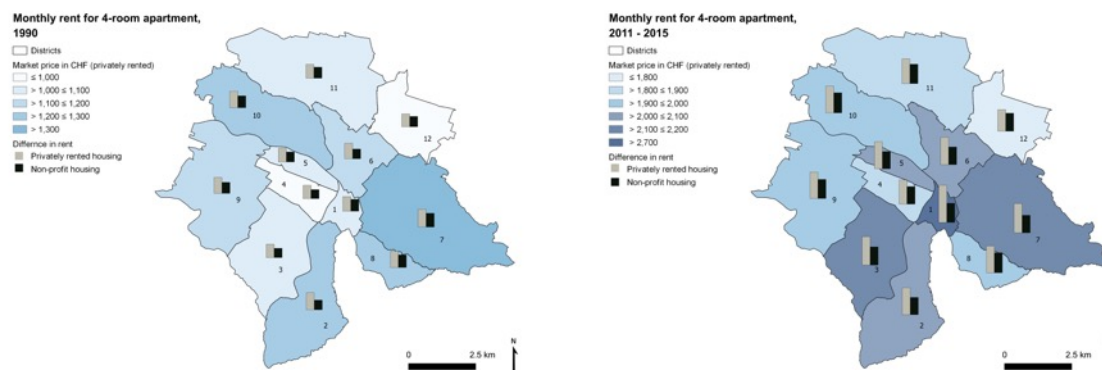 Monthly rent for 4-room apartment,
1990
Districts
Market price in CHF (privately rented)
≤ 1,000
> 1,000 ≤ 1,100
> 1,100 ≤ 1,200
> 1,200 ≤ 1,300
> 1,300
Difference in rent
Privately rented housing
Non-profit housing
11
10
12
6
5
4
9
1
7
3
8
2
0
2.5 km
N
Monthly rent for 4-room apartment,
2011 - 2015
Districts
Market price in CHF (privately rented)
≤ 1,800
> 1,800 ≤ 1,900
> 1,900 ≤ 2,000
> 2,000 ≤ 2,100
> 2,100 ≤ 2,200
> 2,700
Difference in rent
Privately rented housing
Non-profit housing
11
10
12
6
5
4
9
1
7
3
8
2
0
2.5 km